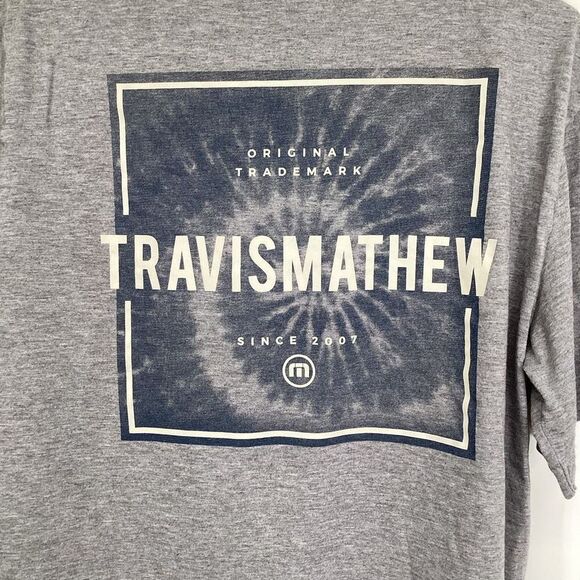 ORIGINAL
TRADEMARK
TRAVISMATHEW
SINCE 2007
m